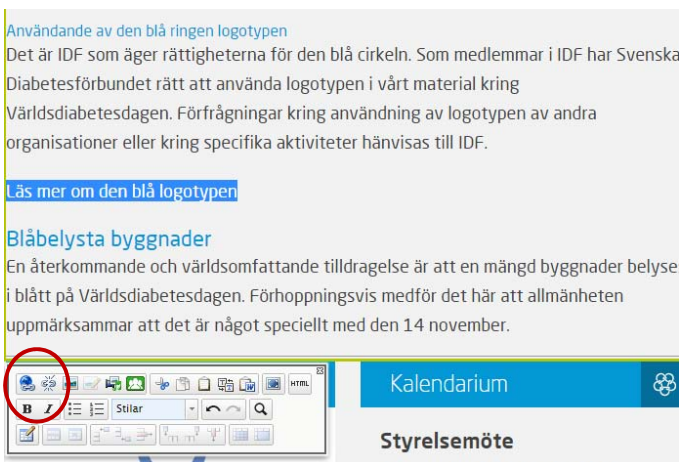 Användande av den blå ringen logotypen
Det är IDF som äger rättigheterna för den blå cirkeln. Som medlemmar i IDF har Svenska
Diabetesförbundet rätt att använda logotypen i vårt material kring
Världsdiabetesdagen. Förfrågningar kring användning av logotypen av andra
organisationer eller kring specifika aktiviteter hänvisas till IDF.
Läs mer om den blå logotypen
Blåbelysta byggnader
En återkommande och världsomfattande tilldragelse är att en mängd byggnader belyse
i blått på Världsdiabetesdagen. Förhoppningsvis medför det här att allmänheten
uppmärksammar att det är något speciellt med den 14 november.
HTML
B I Stilar
Kalendarium
Styrelsemöte